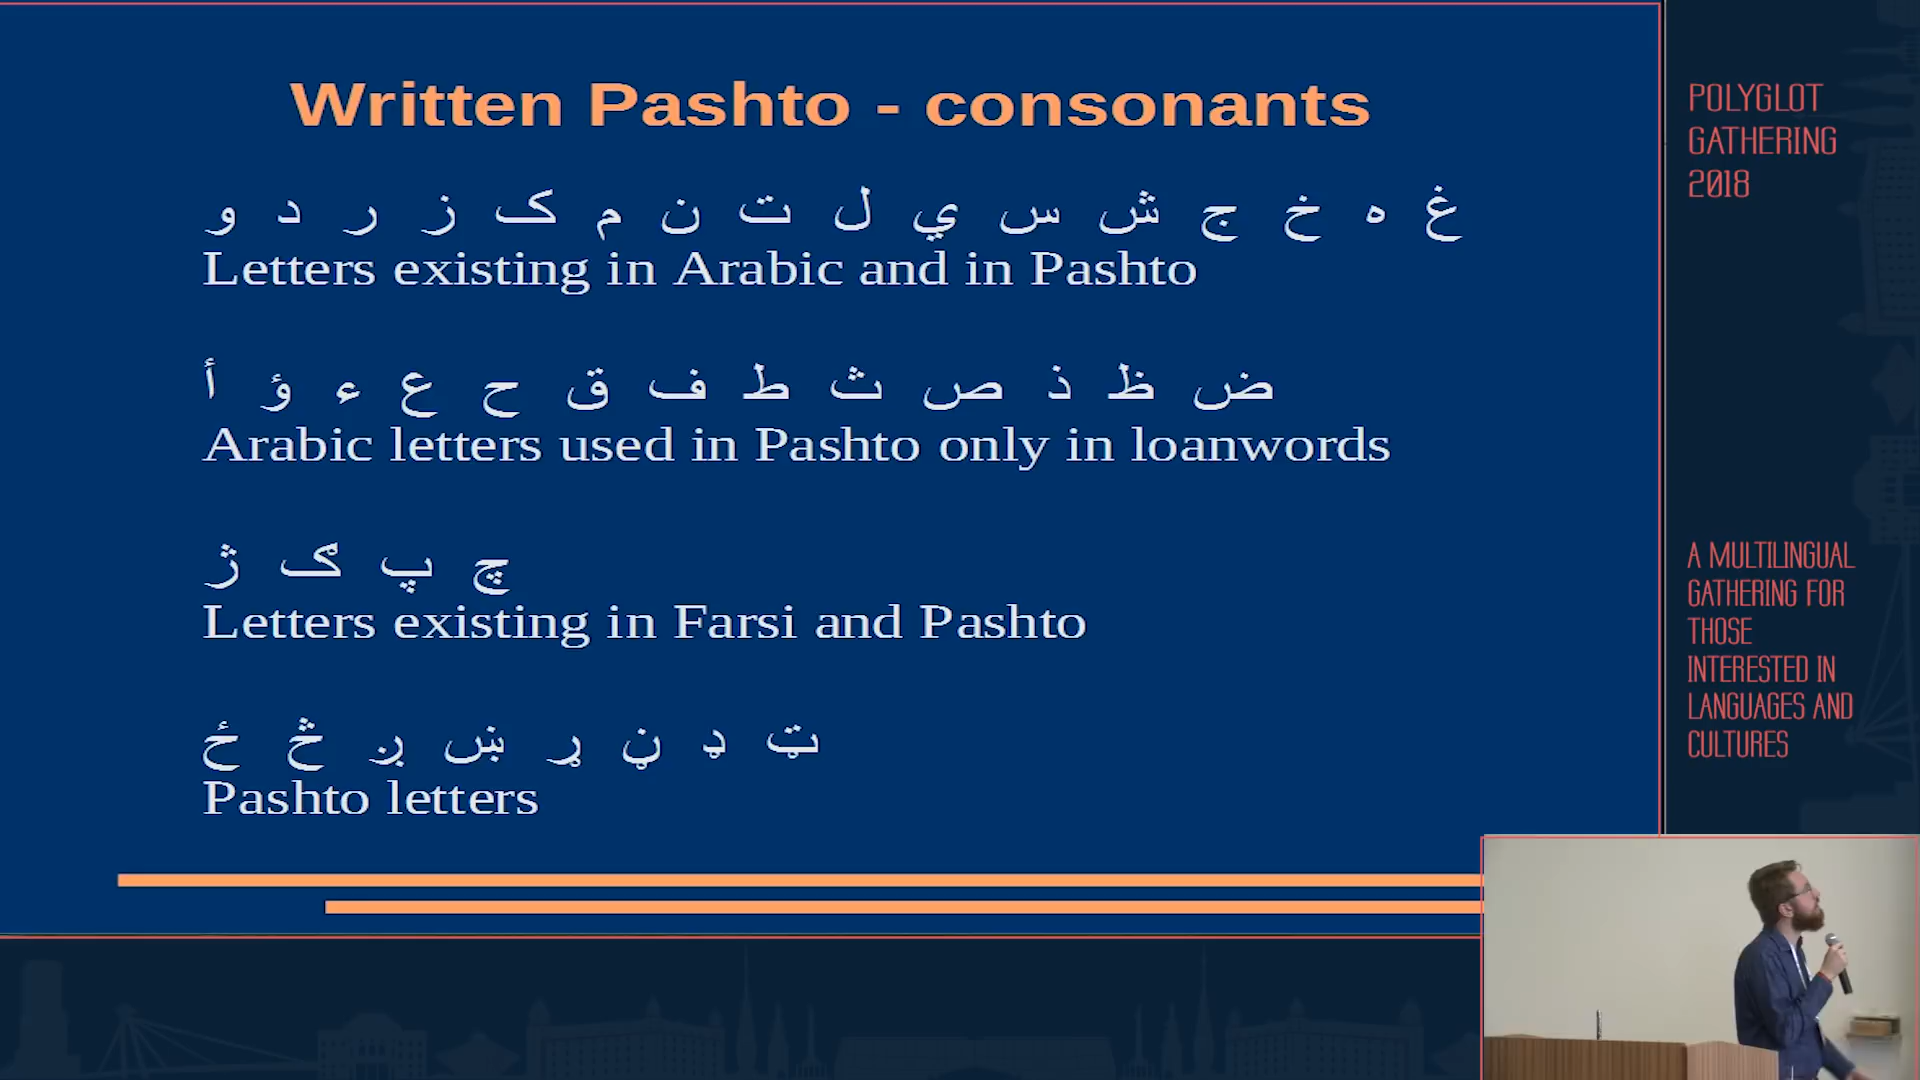 Written Pashto - consonants
و د ر ز ک م ن ت ل ي س ش ج خ ه غ
Letters existing in Arabic and in Pashto
أ ؤ ء ع ح ق ف ط ث ص ذ ظ ض
Arabic letters used in Pashto only in loanwords
ژ ګ پ چ
Letters existing in Farsi and Pashto
ځ څ ږ ښ ړ ڼ ډ ټ
Pashto letters
POLYGLOT
GATHERING
2018
A MULTILINGUAL
GATHERING FOR
THOSE
INTERESTED IN
LANGUAGES AND
CULTURES